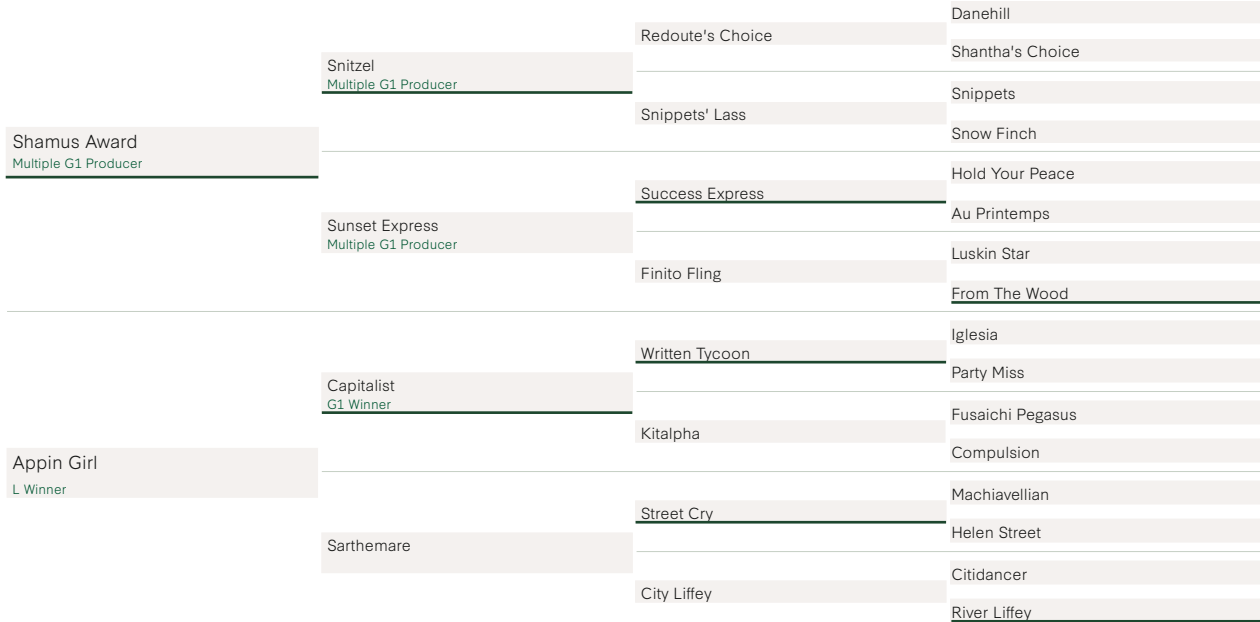 Shamus Award
Multiple G1 Producer
Snitzel
Multiple G1 Producer
Redoute's Choice
Danehill
Shantha's Choice
Snippets' Lass
Snippets
Snow Finch
Sunset Express
Multiple G1 Producer
Success Express
Hold Your Peace
Au Printemps
Finito Fling
Luskin Star
From The Wood
Appin Girl
L Winner
Capitalist
G1 Winner
Written Tycoon
Iglesia
Party Miss
Kitalpha
Fusaichi Pegasus
Compulsion
Sarthemare
Street Cry
Machiavellian
Helen Street
City Liffey
Citidancer
River Liffey